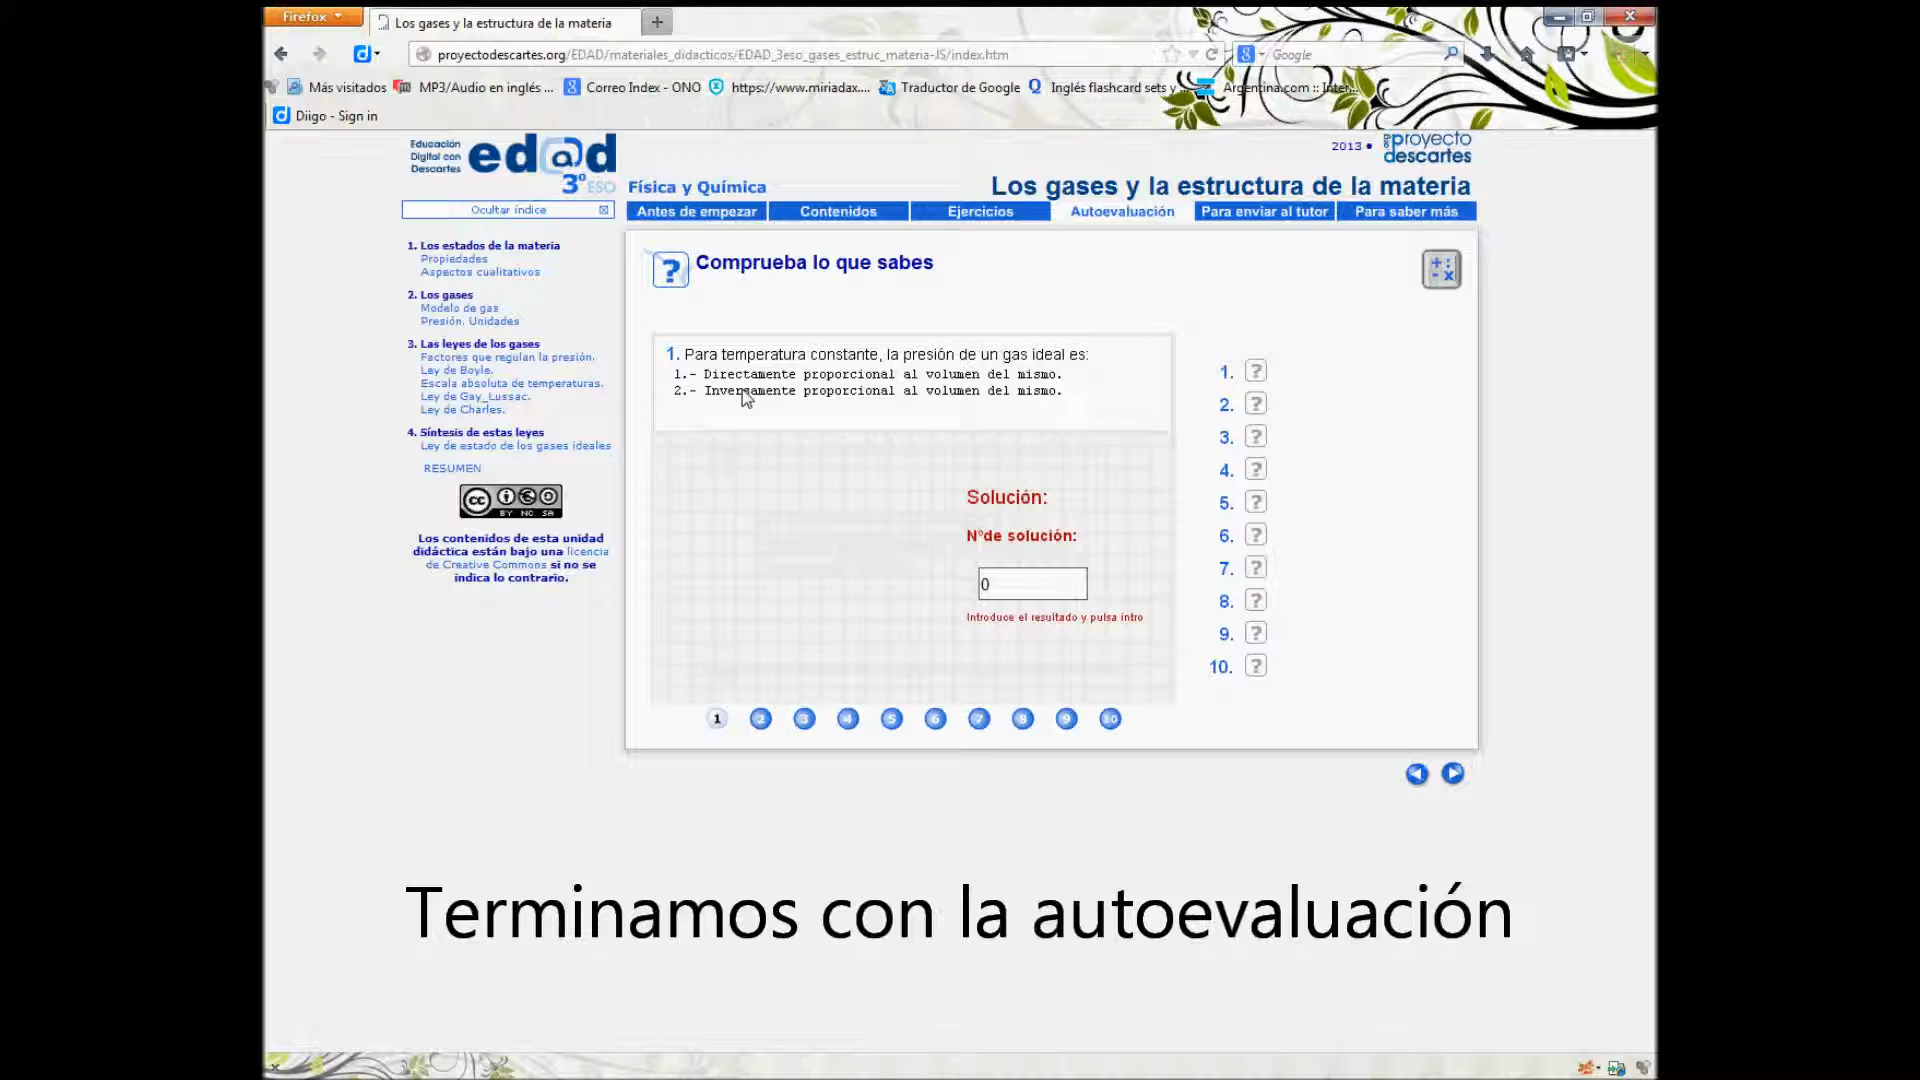 Firefox
Los gases y la estructura de la materia
proyectodescartes.org/EDAD/materiales_didacticos/EDAD_3eso_gases_estruc_materia-JS/index.htm
Google
Más visitados
MP3/Audio en inglés ...
Correo Index - ONO
https://www.miriadax....
Traductor de Google
Inglés flashcard sets y ...
Argentina.com :: Inter...
Diigo - Sign in
Educación
Digital con
Descartes
ed@d
3º ESO
Física y Química
2013 •
proyecto
descartes
Los gases y la estructura de la materia
Ocultar índice
Antes de empezar
Contenidos
Ejercicios
Autoevaluación
Para enviar al tutor
Para saber más
1. Los estados de la materia
Propiedades
Aspectos cualitativos
2. Los gases
Modelo de gas
Presión. Unidades
3. Las leyes de los gases
Factores que regulan la presión.
Ley de Boyle.
Escala absoluta de temperaturas.
Ley de Gay_Lussac.
Ley de Charles.
4. Síntesis de estas leyes
Ley de estado de los gases ideales
RESUMEN
cc
BY NC SA
Los contenidos de esta unidad
didáctica están bajo una licencia
de Creative Commons si no se
indica lo contrario.
? Comprueba lo que sabes
+ :
- x
1. Para temperatura constante, la presión de un gas ideal es:
1.- Directamente proporcional al volumen del mismo.
2.- Inversamente proporcional al volumen del mismo.
Solución:
Nºde solución:
0
Introduce el resultado y pulsa intro
1. ?
2. ?
3. ?
4. ?
5. ?
6. ?
7. ?
8. ?
9. ?
10. ?
1 2 3 4 5 6 7 8 9 10
Terminamos con la autoevaluación